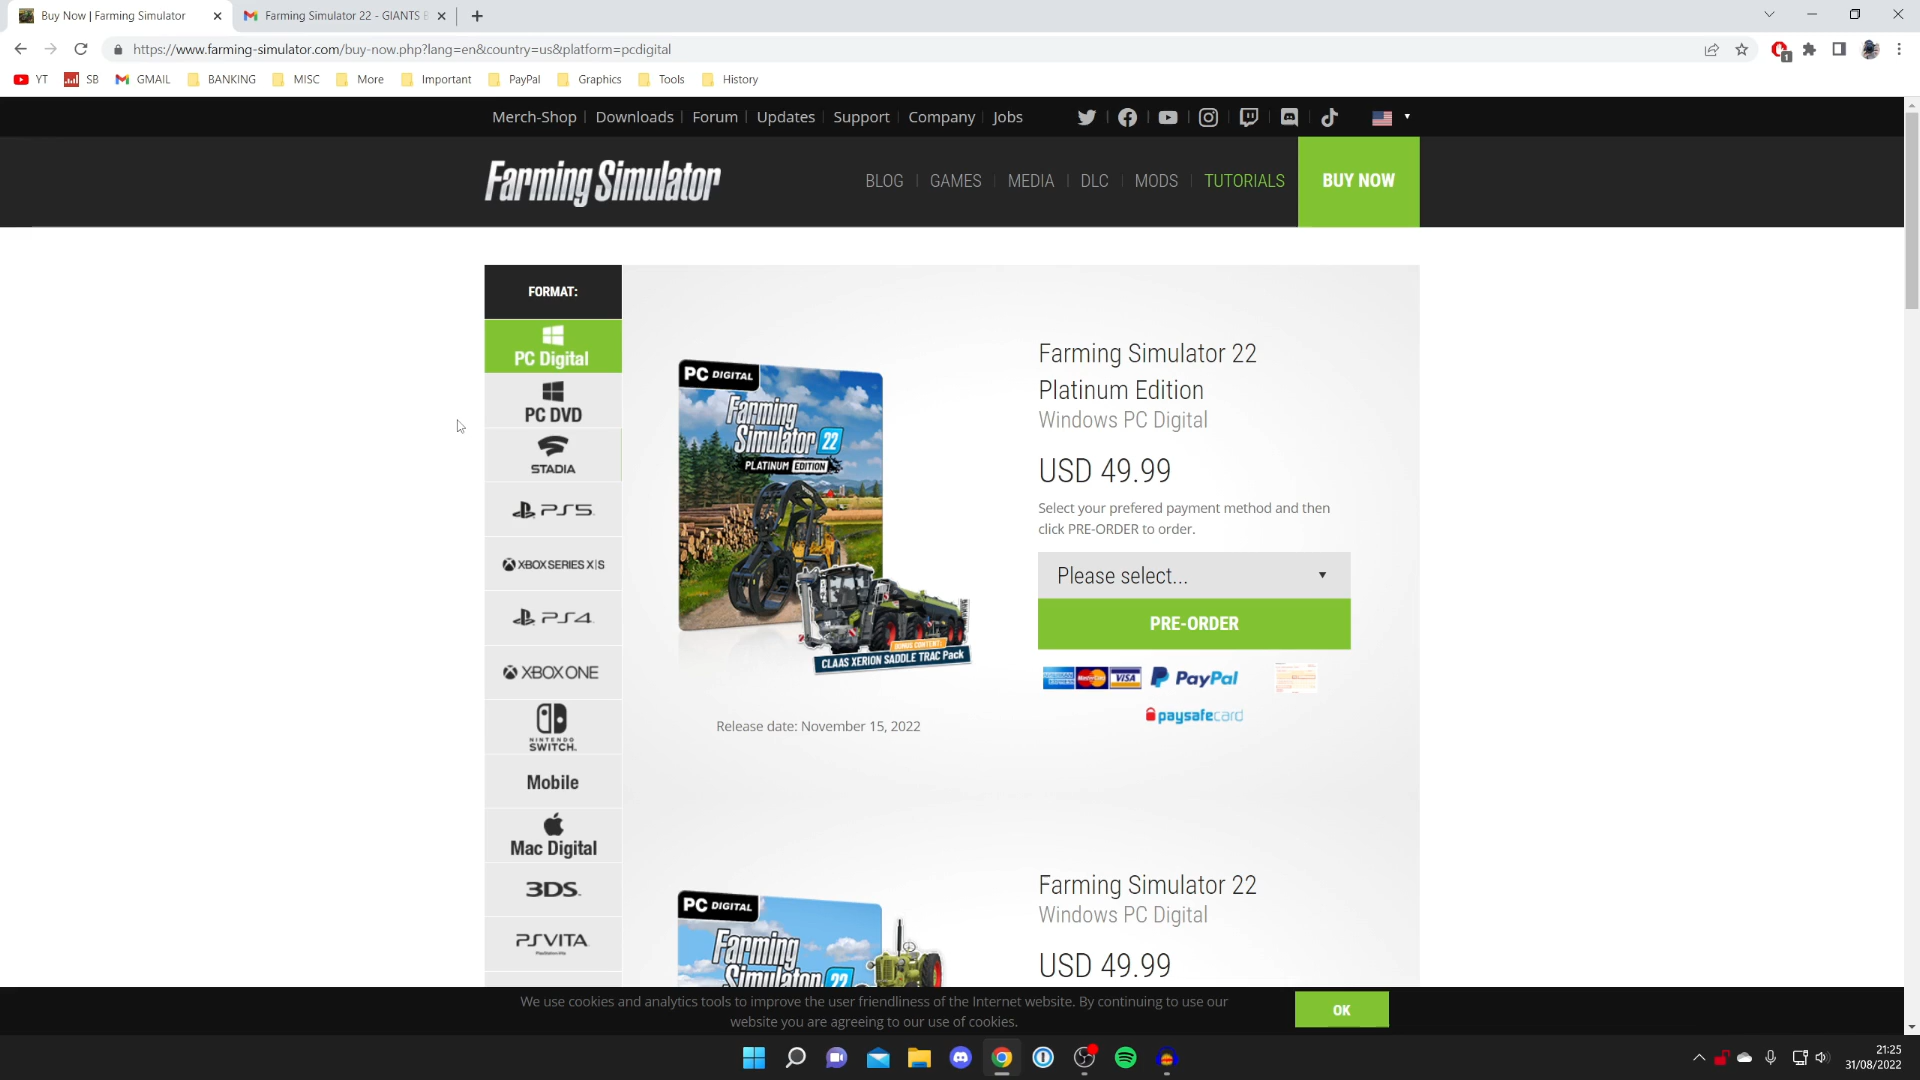 Buy Now | Farming Simulator
Farming Simulator 22 - GIANTS
https://www.farming-simulator.com/buy-now.php?lang=en&country=us&platform=pcdigital
1
YT
SB
GMAIL
BANKING
MISC
More
Important
PayPal
Graphics
Tools
History
Merch-Shop | Downloads | Forum | Updates | Support | Company | Jobs
Farming Simulator
BLOG | GAMES | MEDIA | DLC | MODS | TUTORIALS
BUY NOW
FORMAT:
PC Digital
PC DVD
STADIA
PS5
XBOX SERIES X|S
PS4
XBOX ONE
NINTENDO
SWITCH
Mobile
Mac Digital
3DS
PSVITA
PC DIGITAL
Farming
Simulator 22
PLATINUM EDITION
BONUS CONTENT:
CLAAS XERION SADDLE TRAC Pack
Release date: November 15, 2022
Farming Simulator 22
Platinum Edition
Windows PC Digital
USD 49.99
Select your prefered payment method and then
click PRE-ORDER to order.
Please select...
PRE-ORDER
MasterCard
VISA
PayPal
paysafecard
PC DIGITAL
Farming
Simulator 22
Farming Simulator 22
Windows PC Digital
USD 49.99
We use cookies and analytics tools to improve the user friendliness of the Internet website. By continuing to use our
website you are agreeing to our use of cookies.
OK
21:25
31/08/2022